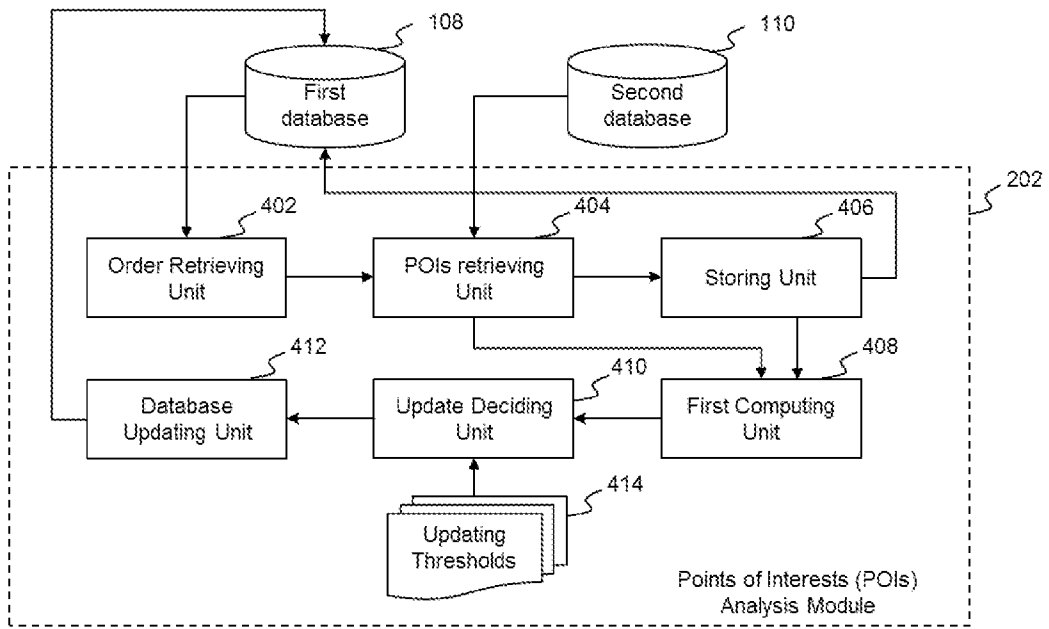 108
110
First
database
Second
database
202
402
404
406
Order Retrieving
Unit
POIs retrieving
Unit
Storing Unit
412
410
408
Database
Updating Unit
Update Deciding
Unit
First Computing
Unit
414
Updating
Thresholds
Points of Interests (POIs)
Analysis Module